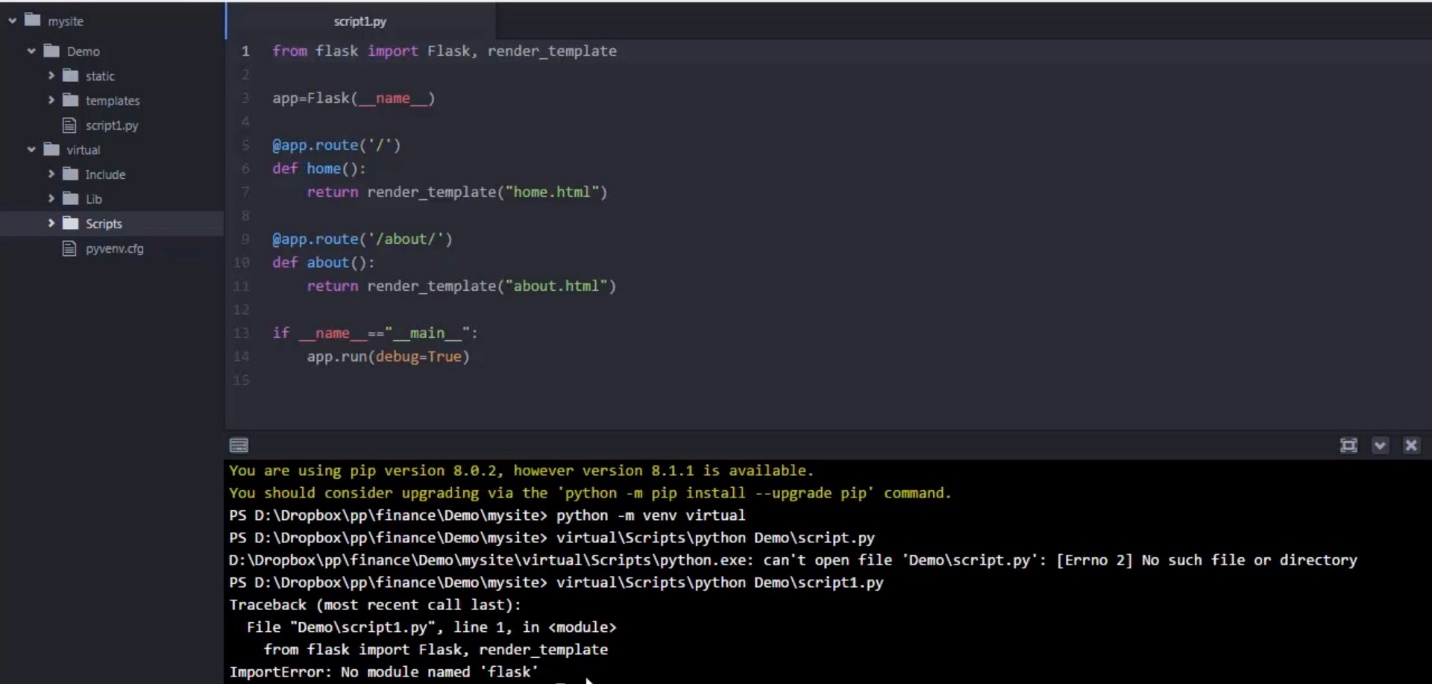 mysite
Demo
static
templates
script1.py
virtual
Include
Lib
Scripts
pyvenv.cfg
script1.py
1 from flask import Flask, render_template
2
3 app=Flask(__name__)
4
5 @app.route('/')
6 def home():
7     return render_template("home.html")
8
9 @app.route('/about/')
10 def about():
11     return render_template("about.html")
12
13 if __name__=="__main__":
14     app.run(debug=True)
15
You are using pip version 8.0.2, however version 8.1.1 is available.
You should consider upgrading via the 'python -m pip install --upgrade pip' command.
PS D:\Dropbox\pp\finance\Demo\mysite> python -m venv virtual
PS D:\Dropbox\pp\finance\Demo\mysite> virtual\Scripts\python Demo\script.py
D:\Dropbox\pp\finance\Demo\mysite\virtual\Scripts\python.exe: can't open file 'Demo\script.py': [Errno 2] No such file or directory
PS D:\Dropbox\pp\finance\Demo\mysite> virtual\Scripts\python Demo\script1.py
Traceback (most recent call last):
  File "Demo\script1.py", line 1, in <module>
    from flask import Flask, render_template
ImportError: No module named 'flask'